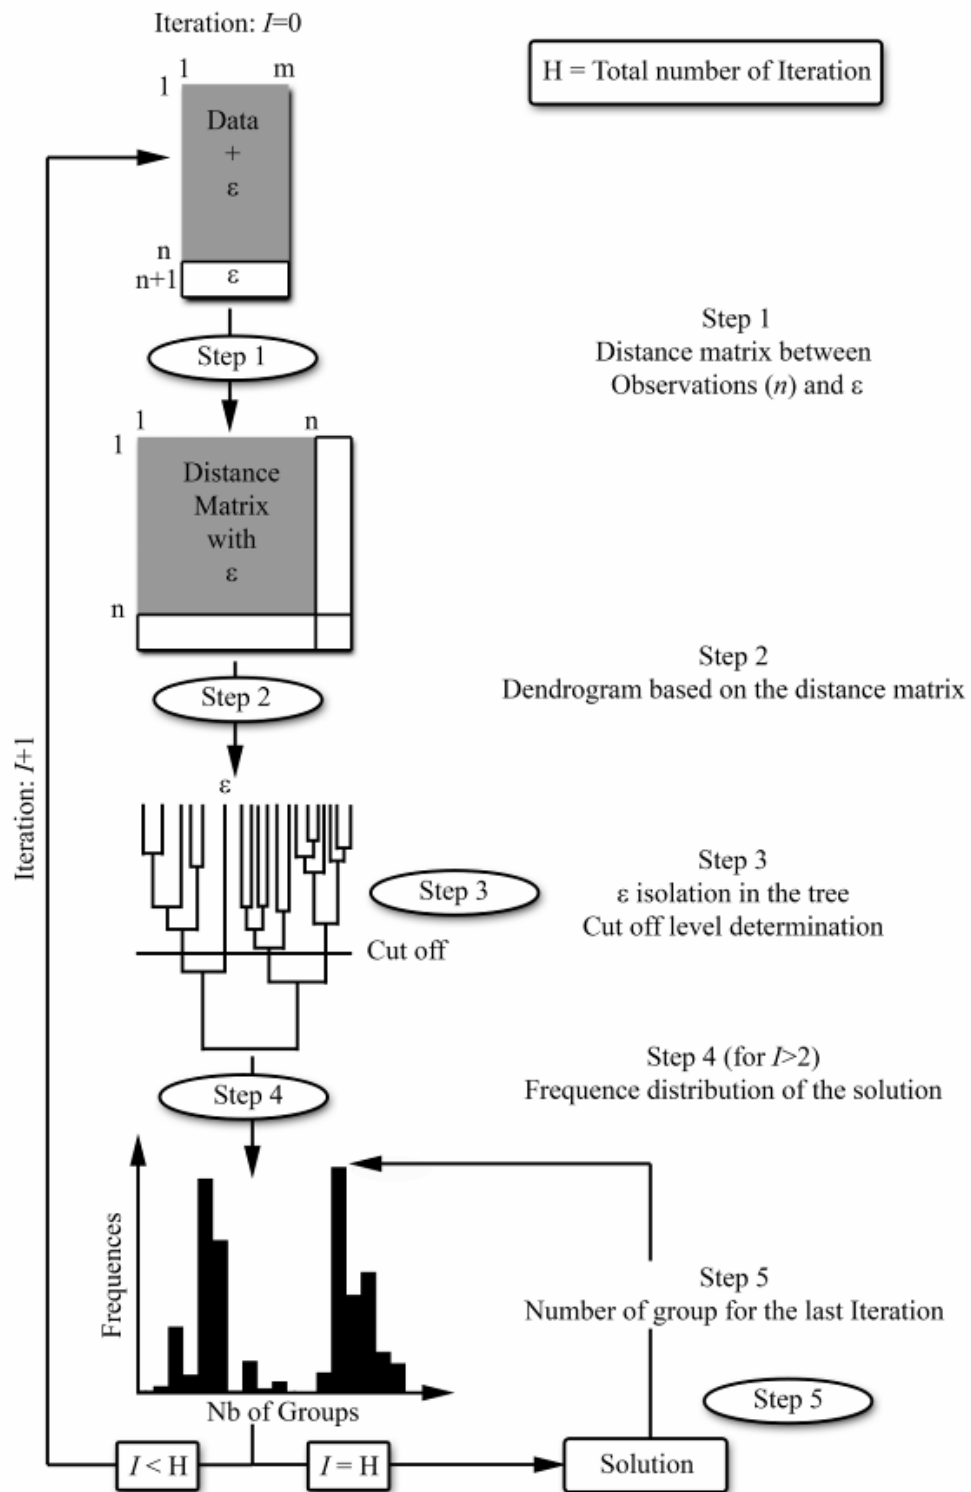 Iteration: I=0
H = Total number of Iteration
1 m
1
Data
+
ε
n
n+1 ε
Step 1
Step 1
Distance matrix between
Observations (n) and ε
1 n
1
Distance
Matrix
with
ε
n
Step 2
Step 2
Dendrogram based on the distance matrix
Iteration: I+1
ε
Step 3
Step 3
ε isolation in the tree
Cut off level determination
Cut off
Step 4 (for I>2)
Frequence distribution of the solution
Step 4
Frequences
Nb of Groups
Step 5
Number of group for the last Iteration
Step 5
I < H
I = H
Solution